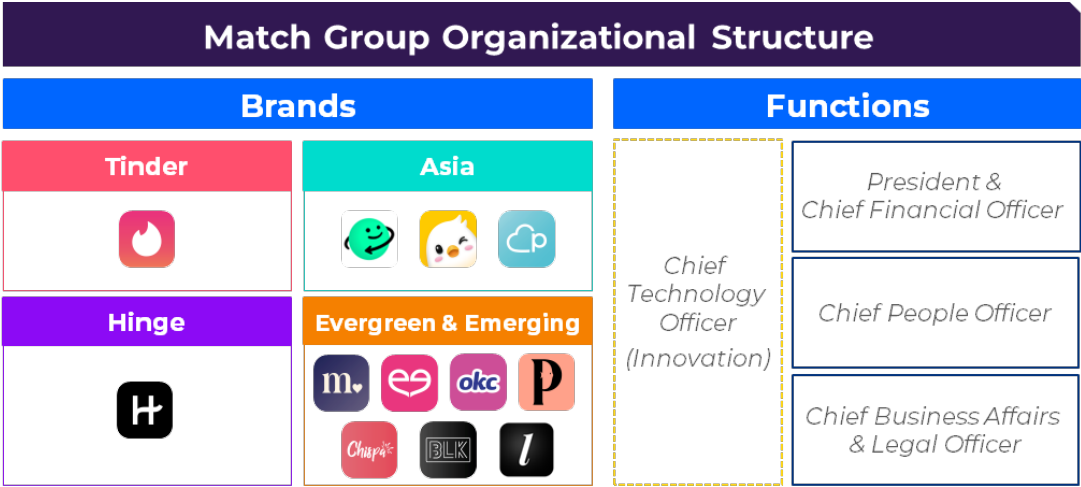 Match Group Organizational Structure
Brands
Functions
Tinder
Asia
p
Hinge
H
Evergreen & Emerging
m
okc
P
Chispa
BLK
l
Chief
Technology
Officer
(Innovation)
President &
Chief Financial Officer
Chief People Officer
Chief Business Affairs
& Legal Officer